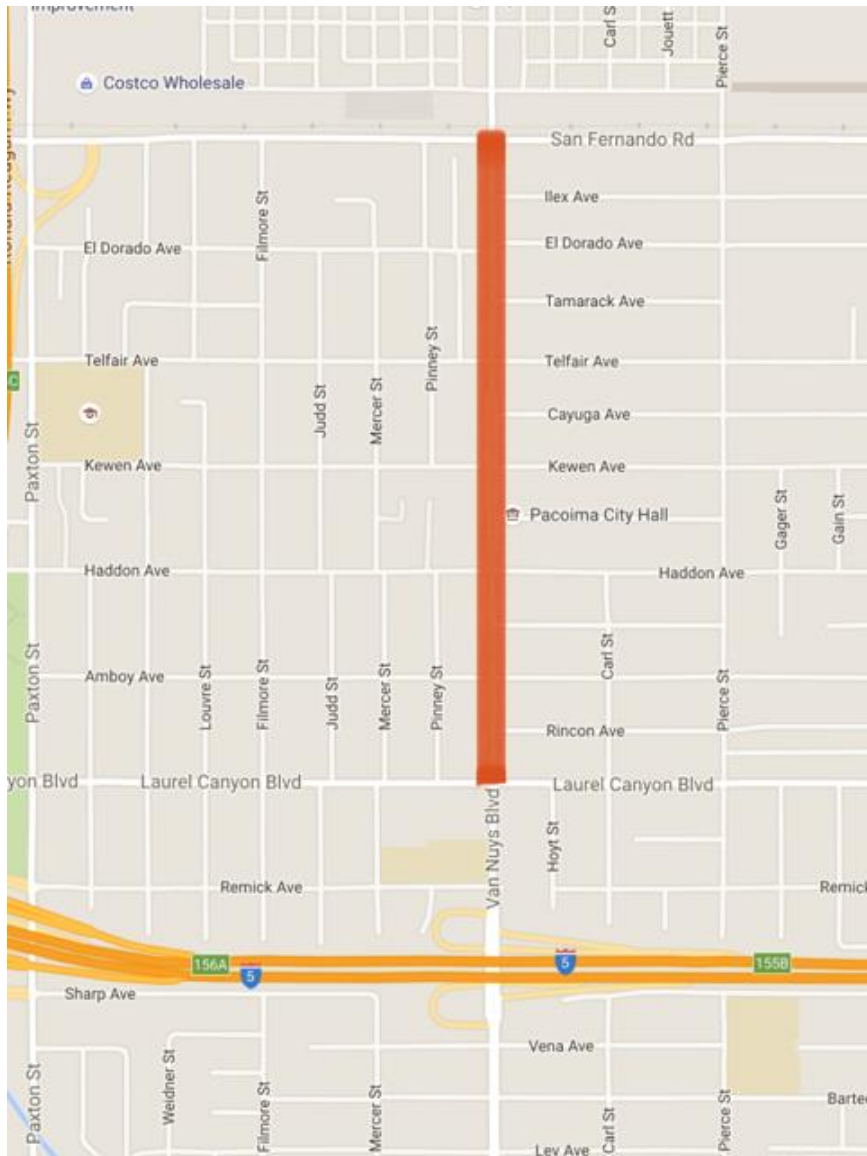 Improvement
Carl S
Jouett
Pierce St
Costco Wholesale
San Fernando Rd
Ilex Ave
Filmore St
El Dorado Ave
El Dorado Ave
Tamarack Ave
Telfair Ave
Pinney St
Telfair Ave
Judd St
Mercer St
Cayuga Ave
Paxton St
Kewen Ave
Kewen Ave
Pacoima City Hall
Gager St
Gain St
Haddon Ave
Haddon Ave
Paxton St
Amboy Ave
Louvre St
Filmore St
Judd St
Mercer St
Pinney St
Carl St
Pierce St
Rincon Ave
yon Blvd
Laurel Canyon Blvd
Laurel Canyon Blvd
Van Nuys Blvd
Hoyt St
Remick Ave
Remick
156A
5
5
155B
Sharp Ave
Vena Ave
Weidner St
Paxton St
Filmore St
Mercer St
Carl St
Pierce St
Barte
Lev Ave